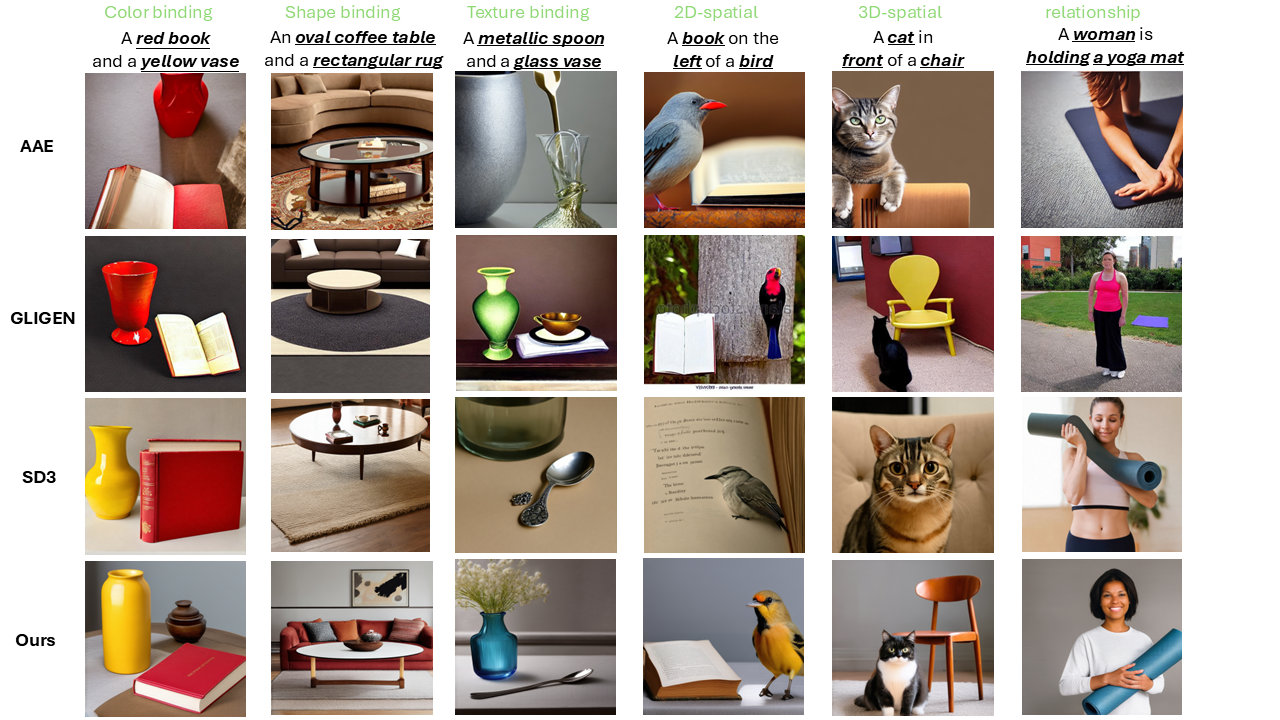 Color binding
Shape binding
Texture binding
2D-spatial
3D-spatial
relationship
A red book
and a yellow vase
An oval coffee table
and a rectangular rug
A metallic spoon
and a glass vase
A book on the
left of a bird
A cat in
front of a chair
A woman is
holding a yoga mat
AAE
GLIGEN
SD3
Ours